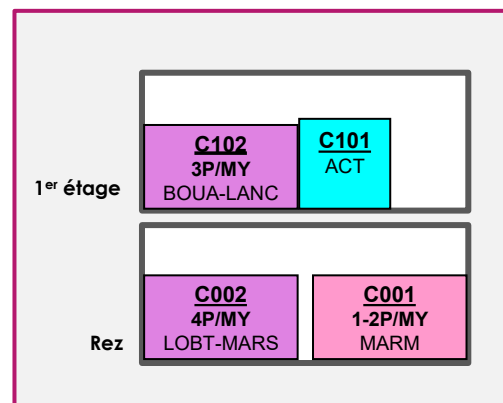 C102
3P/MY
BOUA-LANC
C101
ACT
1er étage
C002
4P/MY
LOBT-MARS
C001
1-2P/MY
MARM
Rez